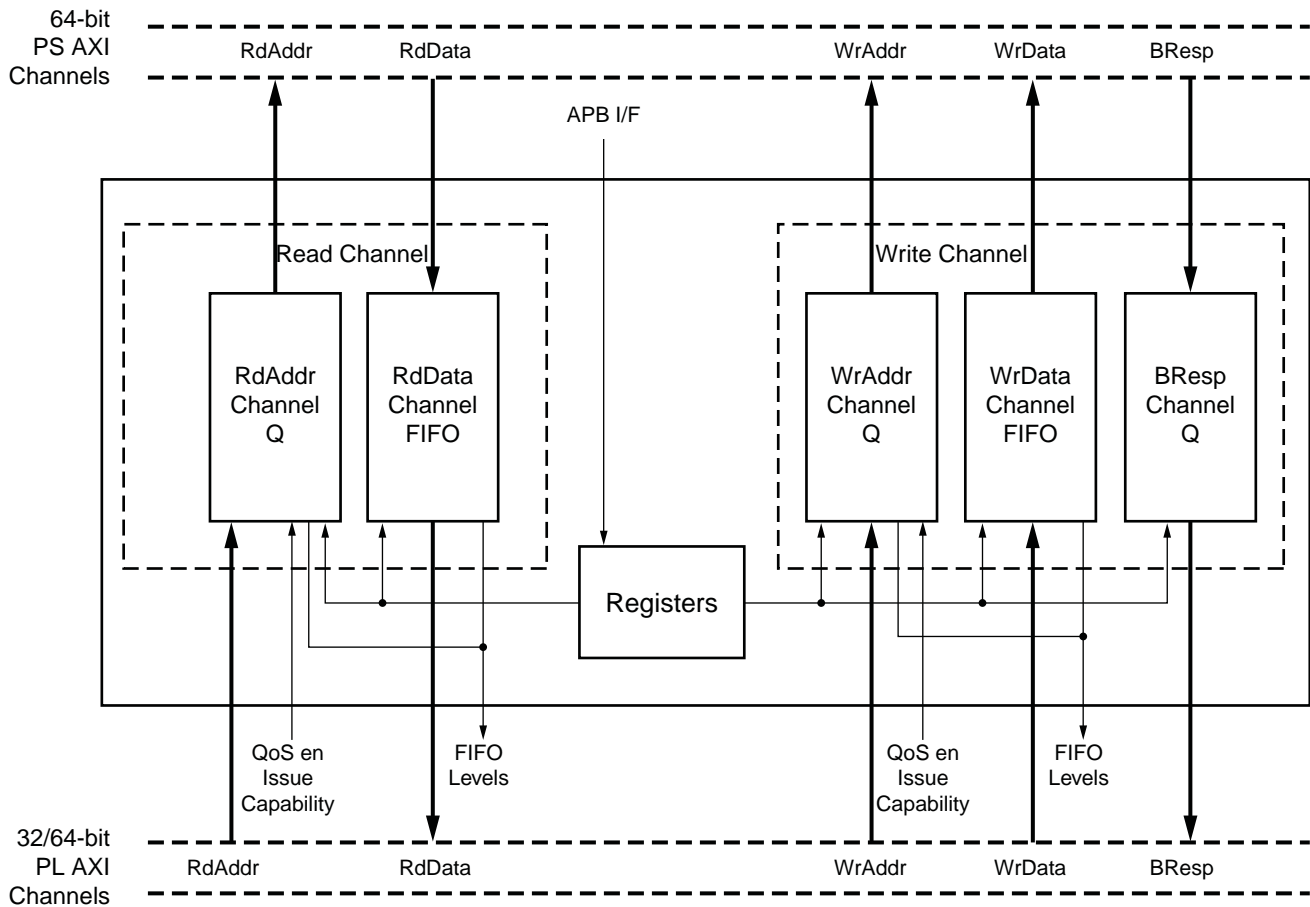 64-bit
PS AXI
Channels
RdAddr
RdData
WrAddr
WrData
BResp
APB I/F
Read Channel
Write Channel
RdAddr
Channel
Q
RdData
Channel
FIFO
WrAddr
Channel
Q
WrData
Channel
FIFO
BResp
Channel
Q
Registers
QoS en
Issue
Capability
FIFO
Levels
QoS en
Issue
Capability
FIFO
Levels
32/64-bit
PL AXI
Channels
RdAddr
RdData
WrAddr
WrData
BResp